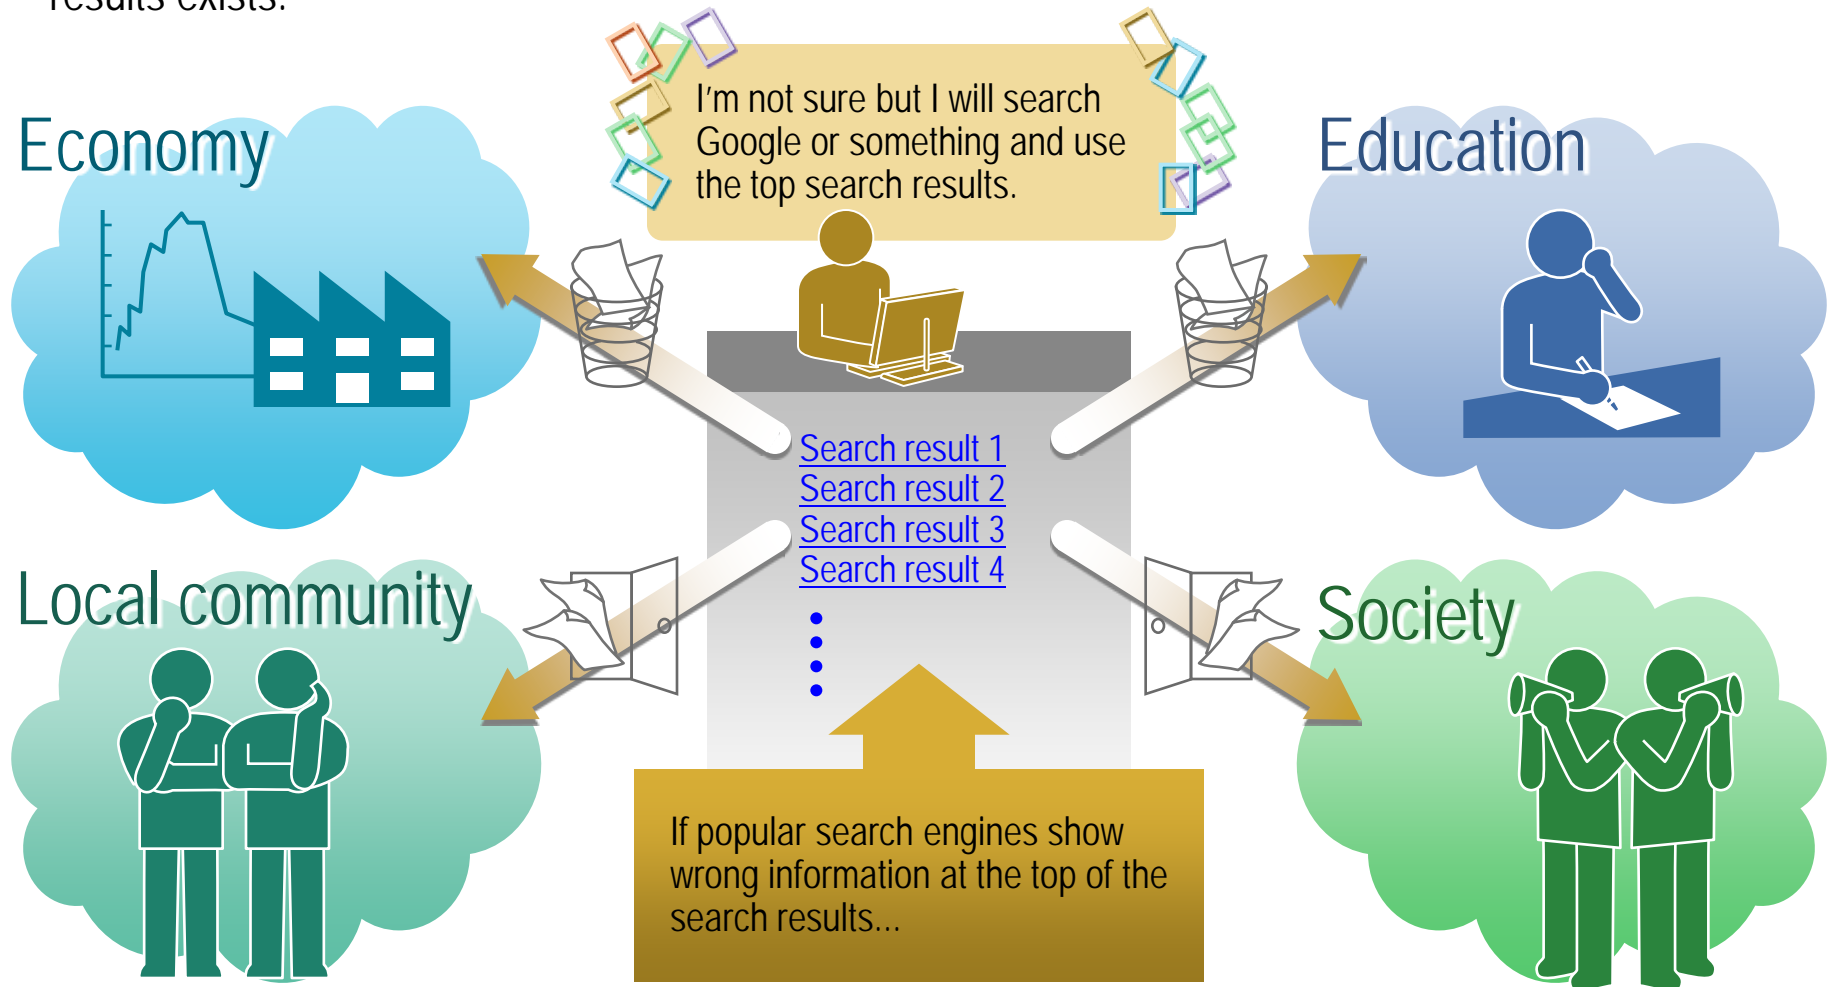 results exists.
I'm not sure but I will search
Google or something and use
the top search results.
Economy
Education
Search result 1
Search result 2
Search result 3
Search result 4
Local community
Society
If popular search engines show
wrong information at the top of the
search results...